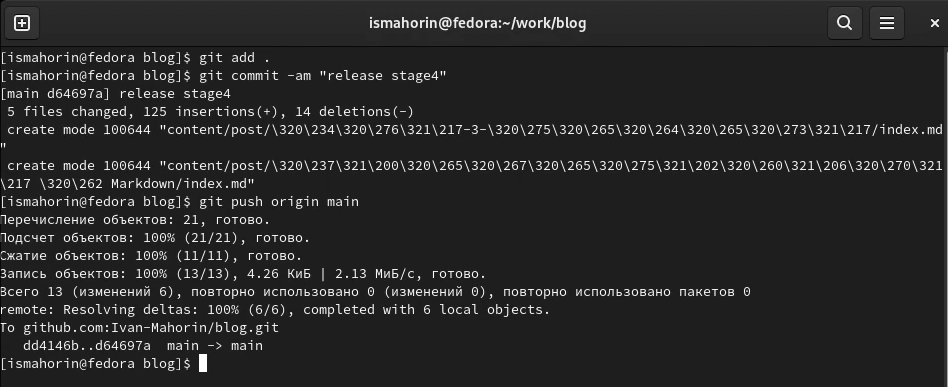 ismahorin@fedora:~/work/blog
[ismahorin@fedora blog]$ git add .
[ismahorin@fedora blog]$ git commit -am "release stage4"
[main d64697a] release stage4
 5 files changed, 125 insertions(+), 14 deletions(-)
 create mode 100644 "content/post/\320\234\320\276\321\217-3-\320\275\320\265\320\264\320\265\320\273\321\217/index.md
"
 create mode 100644 "content/post/\320\237\321\200\320\265\320\267\320\265\320\275\321\202\320\260\321\206\320\270\321
\217 \320\262 Markdown/index.md"
[ismahorin@fedora blog]$ git push origin main
Перечисление объектов: 21, готово.
Подсчет объектов: 100% (21/21), готово.
Сжатие объектов: 100% (11/11), готово.
Запись объектов: 100% (13/13), 4.26 КиБ | 2.13 МиБ/с, готово.
Всего 13 (изменений 6), повторно использовано 0 (изменений 0), повторно использовано пакетов 0
remote: Resolving deltas: 100% (6/6), completed with 6 local objects.
To github.com:Ivan-Mahorin/blog.git
   dd4146b..d64697a  main -> main
[ismahorin@fedora blog]$